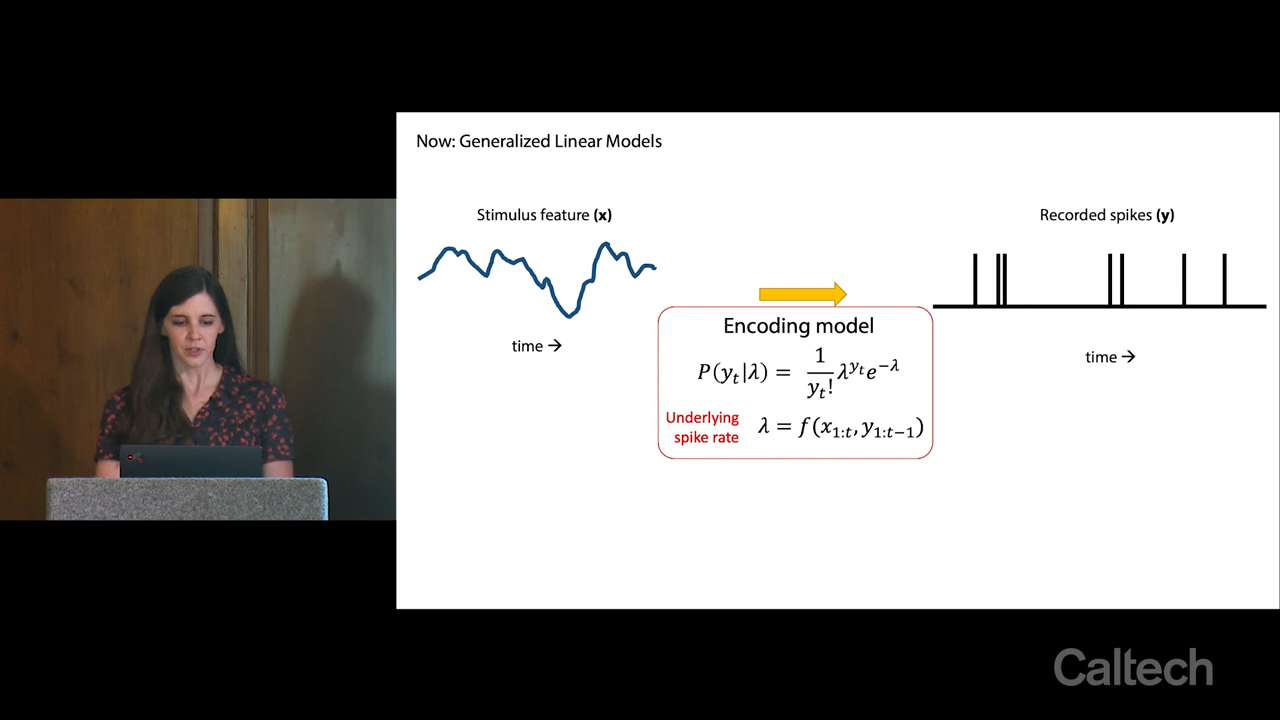 Now: Generalized Linear Models
Stimulus feature (x)
Recorded spikes (y)
time →
time →
Encoding model
P(y_t|λ) = 1/y_t! λ^{y_t} e^{−λ}
Underlying
spike rate
λ = f(x_{1:t}, y_{1:t−1})
Caltech